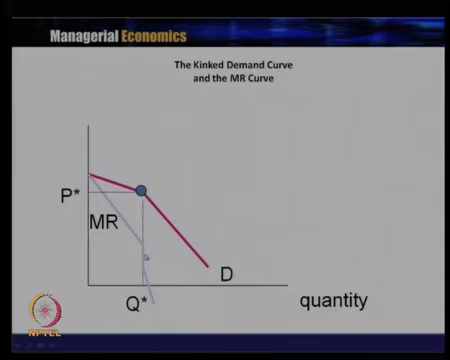 Managerial Economics
The Kinked Demand Curve
and the MR Curve
P*
MR
D
Q*
quantity
NPTEL